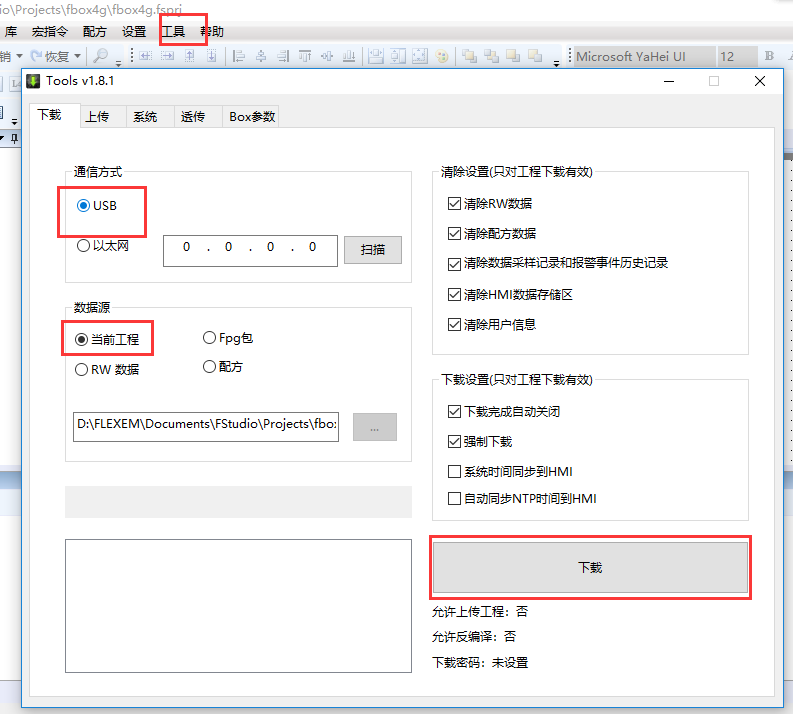 io\Projects\fbox4g\fbox4g.fsprj
库 宏指令 配方 设置 工具 帮助
销 恢复 Microsoft YaHei UI 12 B
Tools v1.8.1
下载 上传 系统 透传 Box参数
通信方式
USB
以太网 0 . 0 . 0 . 0 扫描
数据源
当前工程 Fpg包
RW 数据 配方
D:\FLEXEM\Documents\FStudio\Projects\fbo: ...
清除设置(只对工程下载有效)
清除RW数据
清除配方数据
清除数据采样记录和报警事件历史记录
清除HMI数据存储区
清除用户信息
下载设置(只对工程下载有效)
下载完成自动关闭
强制下载
系统时间同步到HMI
自动同步NTP时间到HMI
下载
允许上传工程：否
允许反编译：否
下载密码：未设置